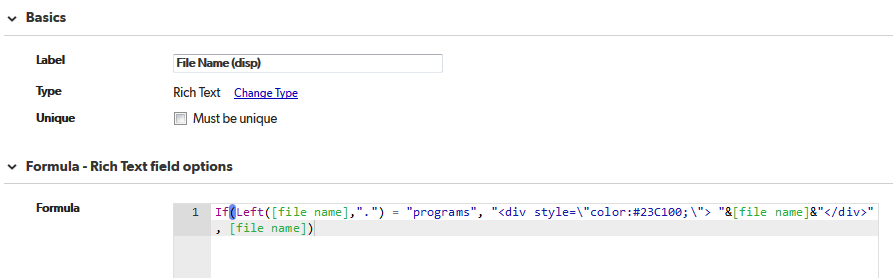 Basics
Label File Name (disp)
Type Rich Text Change Type
Unique Must be unique
Formula - Rich Text field options
Formula 1 If(Left([file name],".") = "programs", "<div style=\"color:#23C100;\"> "&[file name]&"</div>"
, [file name])